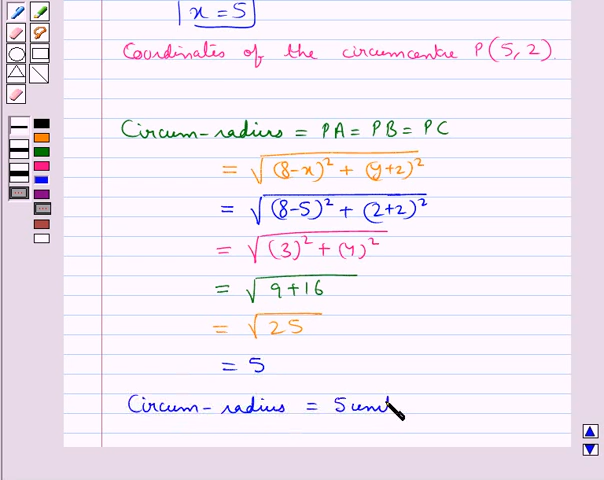 x = 5
Coordinates of the circumcentre P(5, 2).
Circum-radius = PA = PB = PC
= √(8-x)² + (y+2)²
= √(8-5)² + (2+2)²
= √(3)² + (4)²
= √9+16
= √25
= 5
Circum-radius = 5 unit